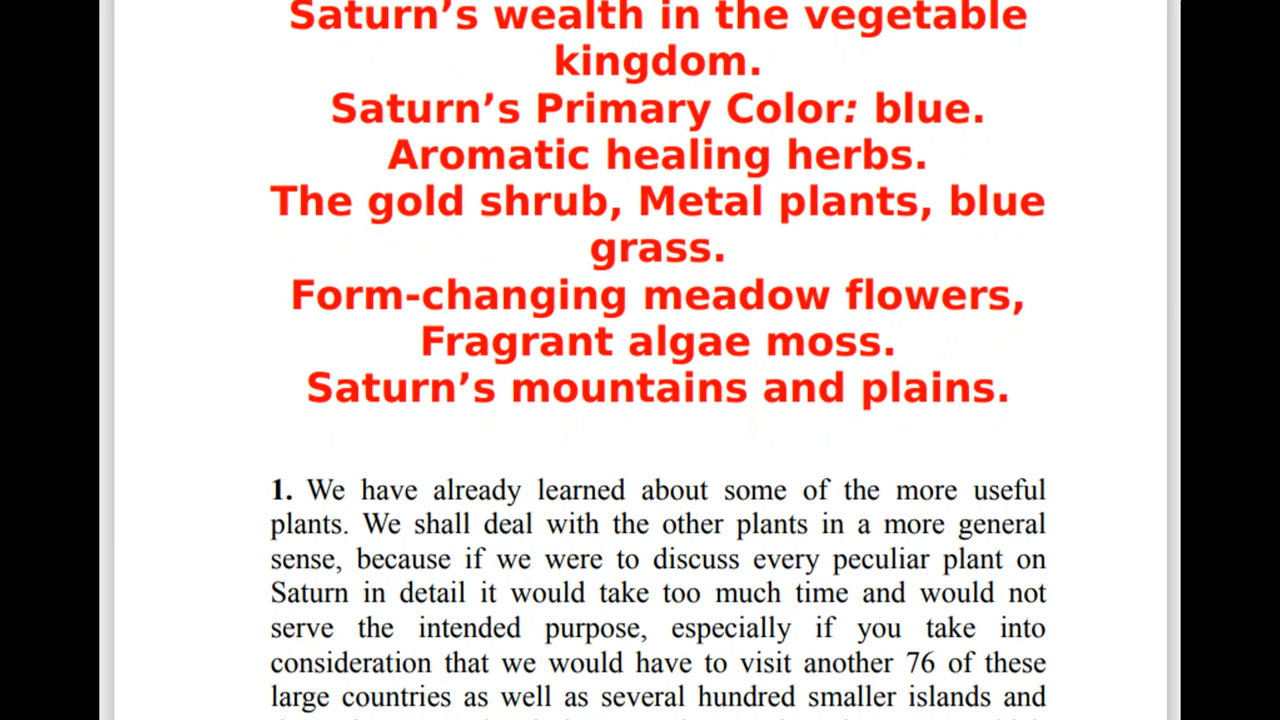 Saturn’s wealth in the vegetable
kingdom.
Saturn’s Primary Color: blue.
Aromatic healing herbs.
The gold shrub, Metal plants, blue
grass.
Form-changing meadow flowers,
Fragrant algae moss.
Saturn’s mountains and plains.
1. We have already learned about some of the more useful
plants. We shall deal with the other plants in a more general
sense, because if we were to discuss every peculiar plant on
Saturn in detail it would take too much time and would not
serve the intended purpose, especially if you take into
consideration that we would have to visit another 76 of these
large countries as well as several hundred smaller islands and